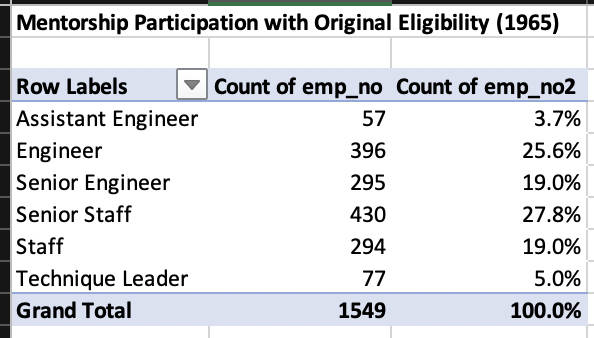 Mentorship Participation with Original Eligibility (1965)
Row Labels Count of emp_no Count of emp_no2
Assistant Engineer 57 3.7%
Engineer 396 25.6%
Senior Engineer 295 19.0%
Senior Staff 430 27.8%
Staff 294 19.0%
Technique Leader 77 5.0%
Grand Total 1549 100.0%